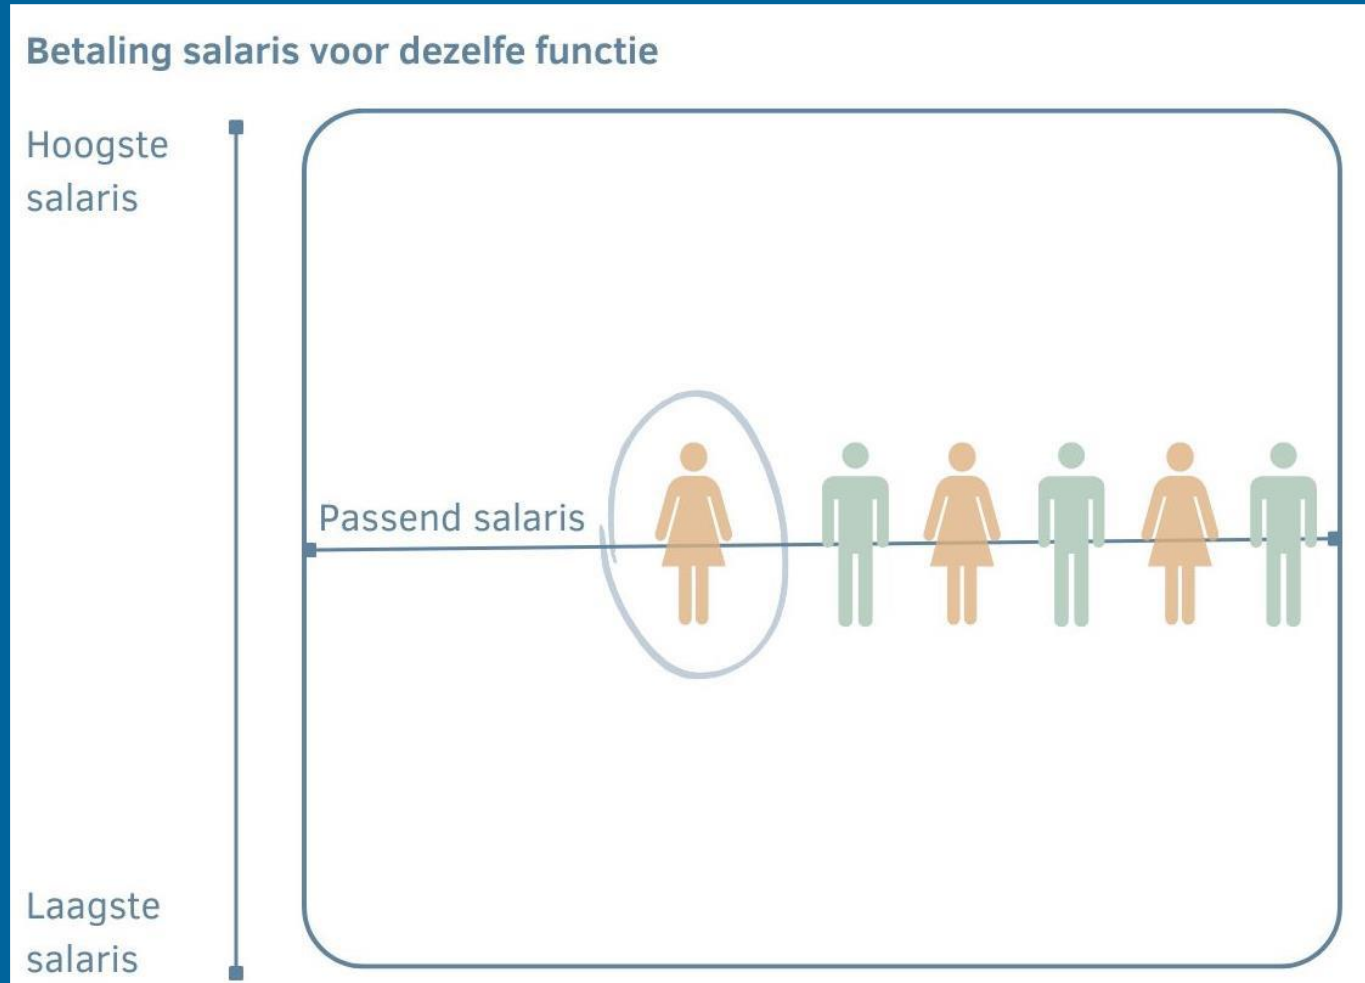 Betaling salaris voor dezelfde functie
Hoogste
salaris
Passend salaris
Laagste
salaris